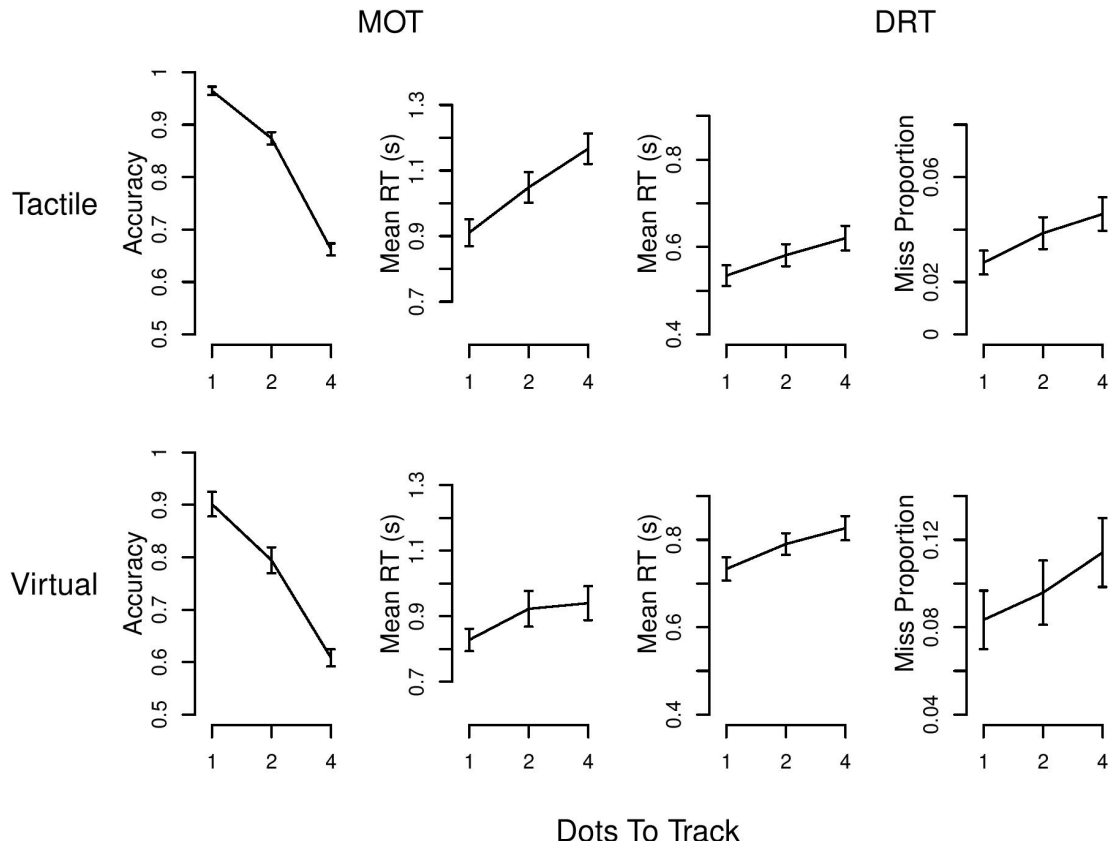 MOT DRT
Tactile
Accuracy
0.5 0.6 0.7 0.8 0.9 1
1 2 4
Mean RT (s)
0.7 0.9 1.1 1.3
1 2 4
Mean RT (s)
0.4 0.6 0.8
1 2 4
Miss Proportion
0 0.02 0.06
1 2 4
Virtual
Accuracy
0.5 0.6 0.7 0.8 0.9 1
1 2 4
Mean RT (s)
0.7 0.9 1.1 1.3
1 2 4
Mean RT (s)
0.4 0.6 0.8
1 2 4
Miss Proportion
0.04 0.08 0.12
1 2 4
Dots To Track